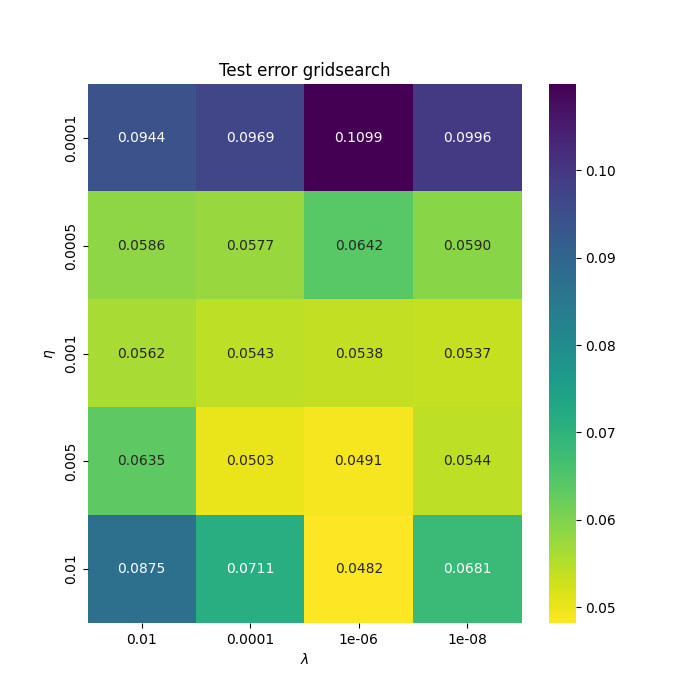 Test error gridsearch
0.0001 0.0944 0.0969 0.1099 0.0996 0.10
0.0005 0.0586 0.0577 0.0642 0.0590 0.09
η 0.001 0.0562 0.0543 0.0538 0.0537 0.08
0.005 0.0635 0.0503 0.0491 0.0544 0.07
0.01 0.0875 0.0711 0.0482 0.0681 0.06
0.05
0.01 0.0001 1e-06 1e-08
λ